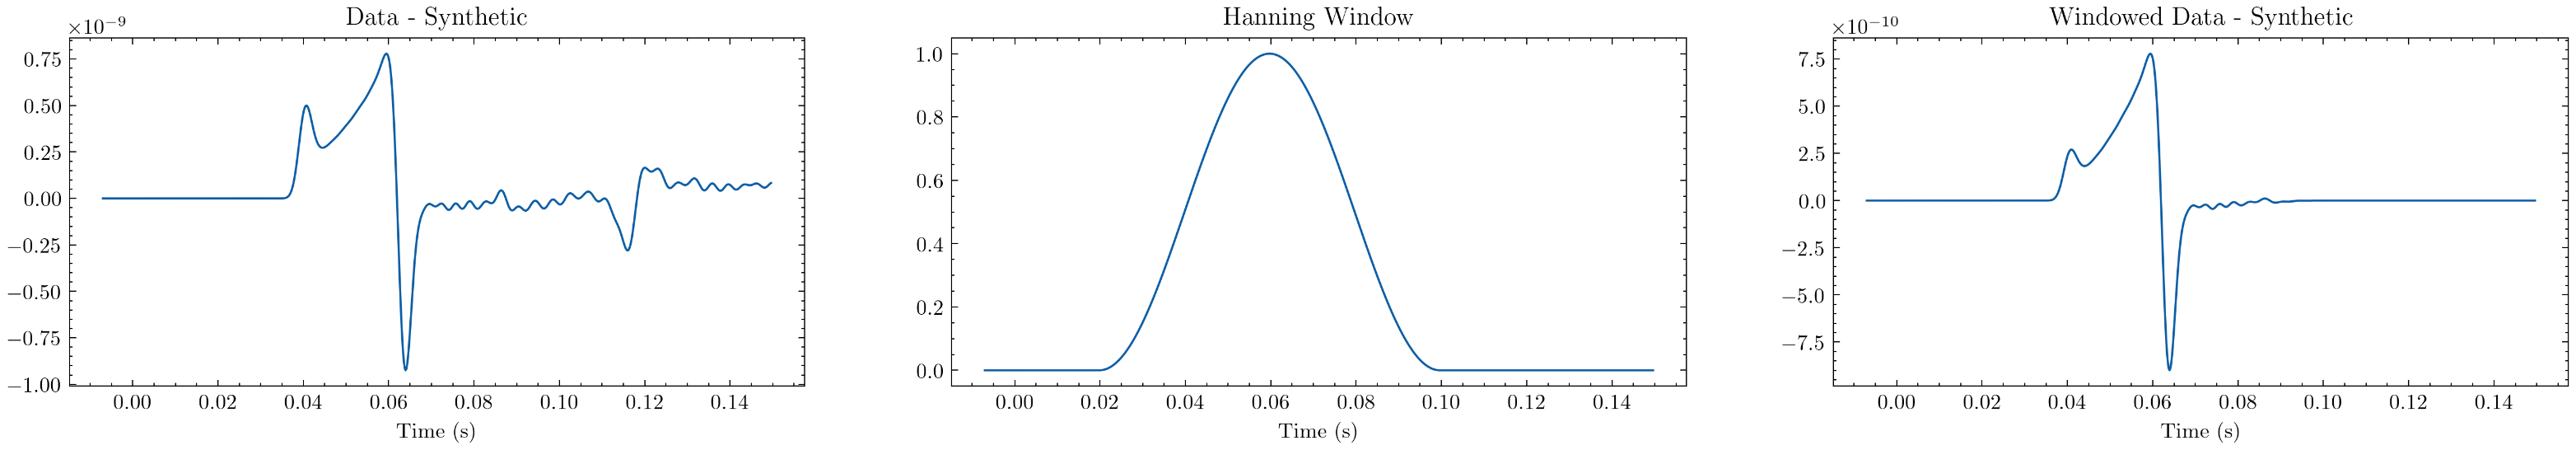 Data - Synthetic
×10⁻⁹
0.75
0.50
0.25
0.00
−0.25
−0.50
−0.75
−1.00
0.00 0.02 0.04 0.06 0.08 0.10 0.12 0.14
Time (s)
Hanning Window
1.0
0.8
0.6
0.4
0.2
0.0
0.00 0.02 0.04 0.06 0.08 0.10 0.12 0.14
Time (s)
Windowed Data - Synthetic
×10⁻¹⁰
7.5
5.0
2.5
0.0
−2.5
−5.0
−7.5
0.00 0.02 0.04 0.06 0.08 0.10 0.12 0.14
Time (s)